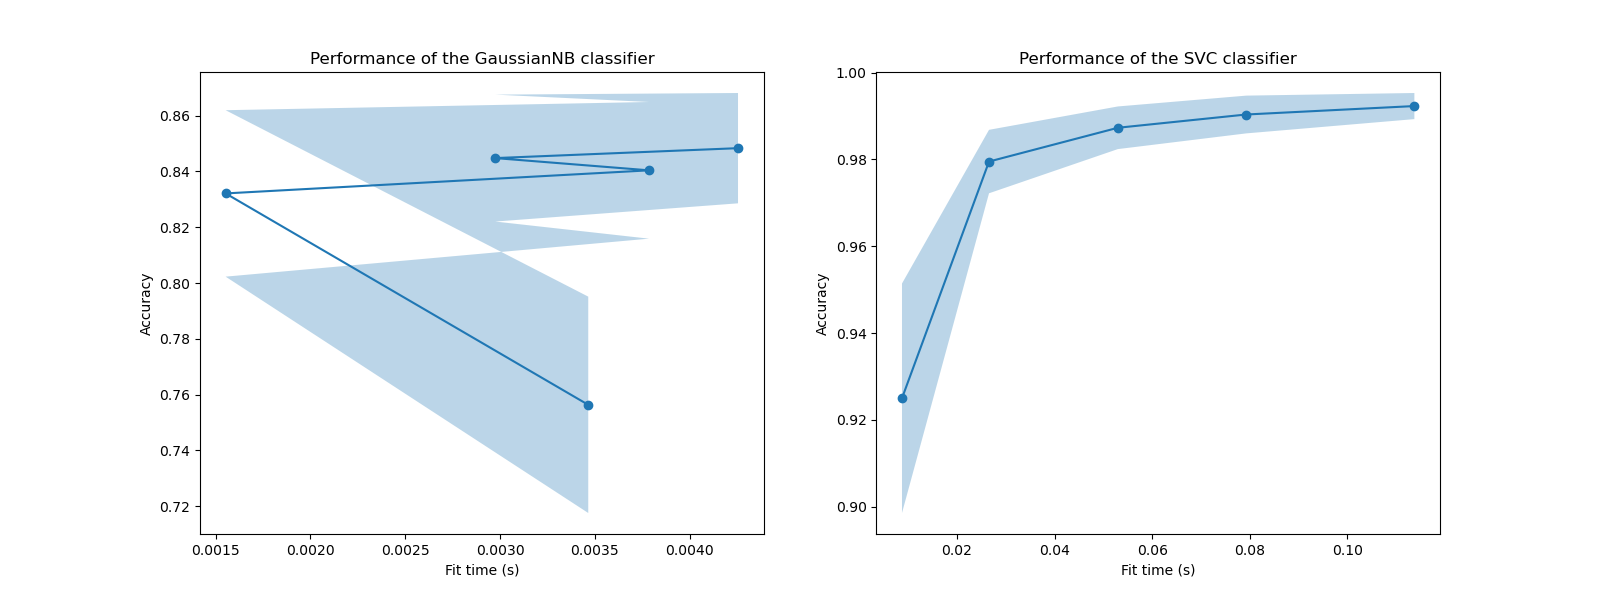 Performance of the GaussianNB classifier
Accuracy
0.86
0.84
0.82
0.80
0.78
0.76
0.74
0.72
0.0015 0.0020 0.0025 0.0030 0.0035 0.0040
Fit time (s)
Performance of the SVC classifier
Accuracy
1.00
0.98
0.96
0.94
0.92
0.90
0.02 0.04 0.06 0.08 0.10
Fit time (s)